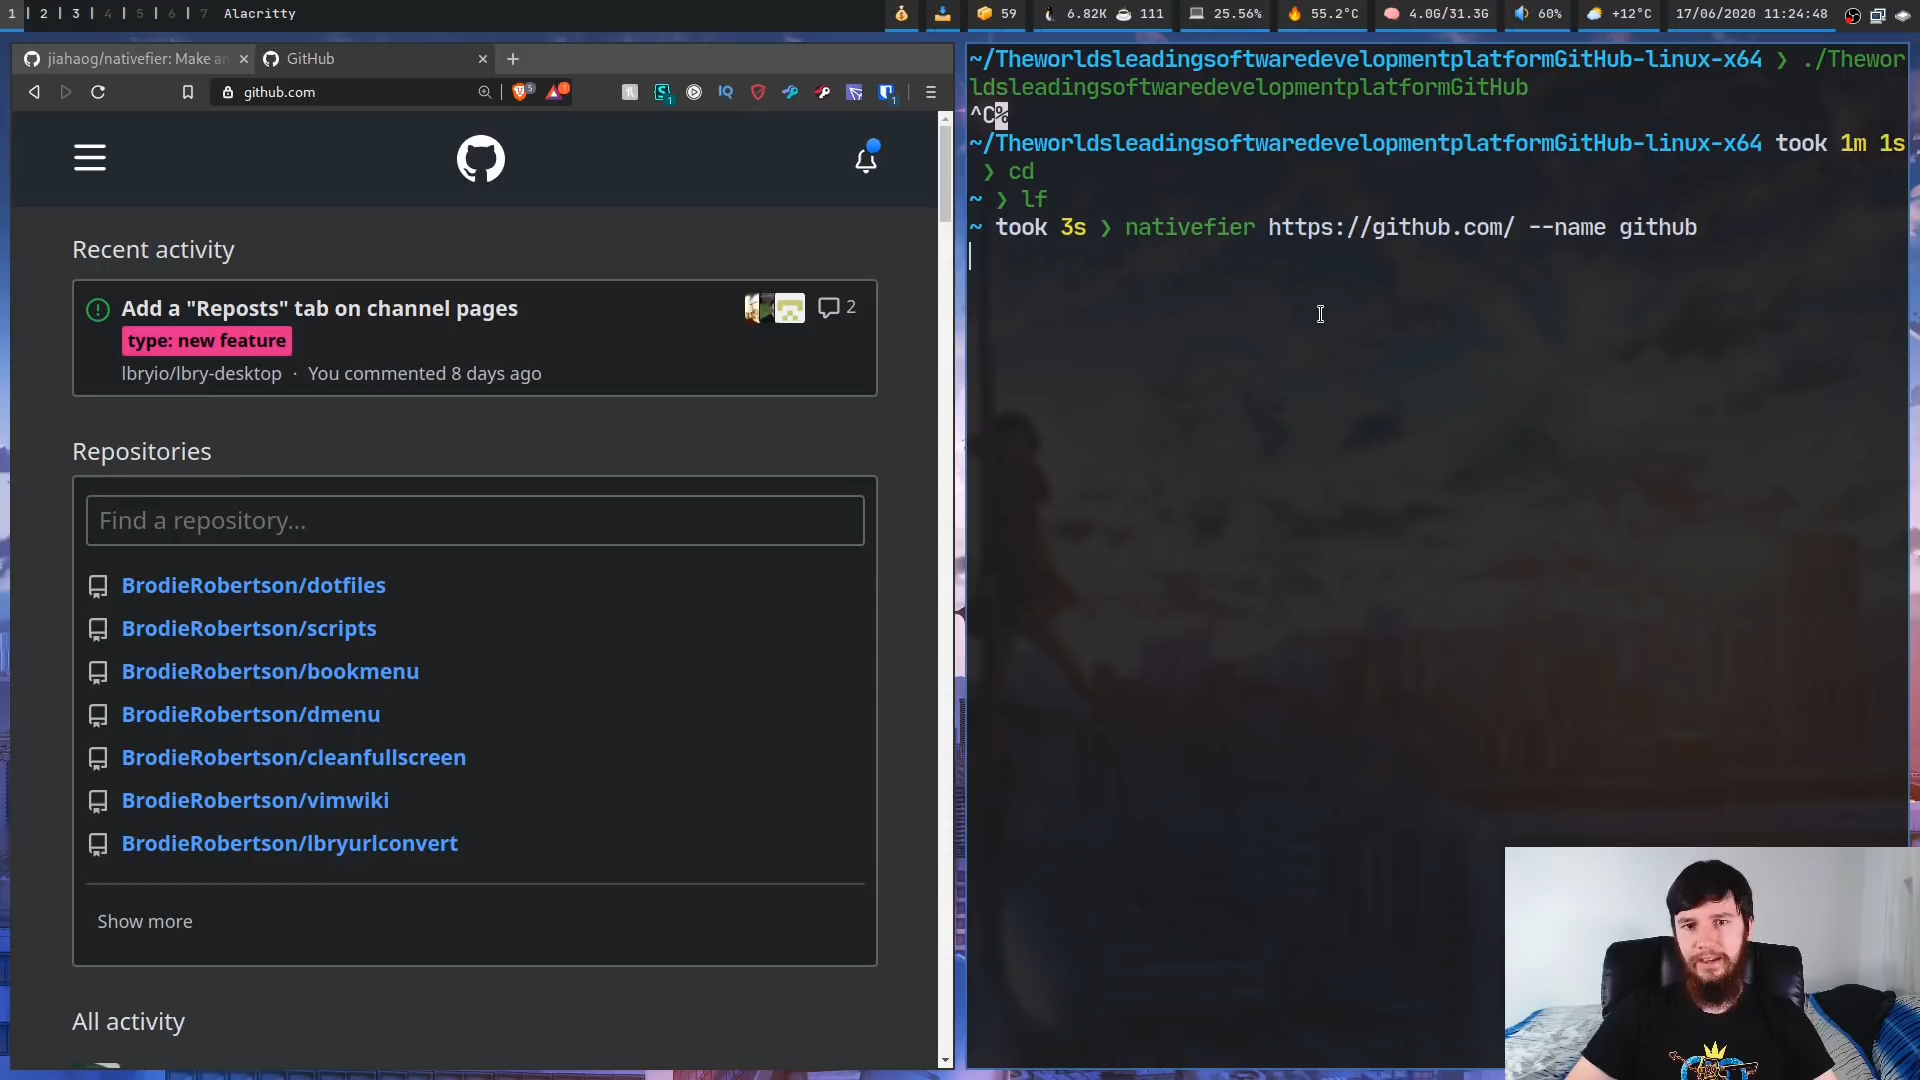 1 | 2 | 3 | 4 | 5 | 6 | 7 Alacritty
59 6.82K 111 25.56% 55.2°C 4.0G/31.3G 60% +12°C 17/06/2020 11:24:48
jiahaog/nativefier: Make an
GitHub
github.com
Recent activity
Add a "Reposts" tab on channel pages
2
type: new feature
lbryio/lbry-desktop · You commented 8 days ago
Repositories
Find a repository...
BrodieRobertson/dotfiles
BrodieRobertson/scripts
BrodieRobertson/bookmenu
BrodieRobertson/dmenu
BrodieRobertson/cleanfullscreen
BrodieRobertson/vimwiki
BrodieRobertson/lbryurlconvert
Show more
All activity
~/TheworldsleadingsoftwaredevelopmentplatformGitHub-linux-x64 ❯ ./Thewor
ldsleadingsoftwaredevelopmentplatformGitHub
^C%
~/TheworldsleadingsoftwaredevelopmentplatformGitHub-linux-x64 took 1m 1s
❯ cd
~ ❯ lf
~ took 3s ❯ nativefier https://github.com/ --name github